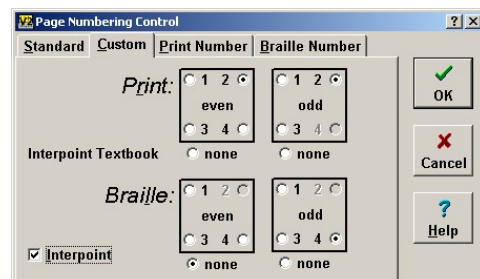 Page Numbering Control
Standard Custom Print Number Braille Number
Print: 1 2 1 2
even odd
3 4 3 4
Interpoint Textbook none none
Braille: 1 2 1 2
even odd
3 4 3 4
Interpoint none none
OK
Cancel
Help